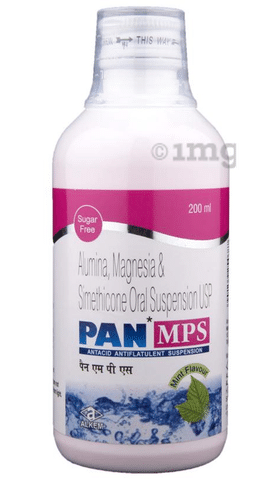 THIS WAY
©1mg
200 ml
Sugar
Free
Alumina, Magnesia &
Simethicone Oral Suspension USP
PAN* MPS
ANTACID ANTIFLATULENT SUSPENSION
पैन एम पी एस
Mint Flavour
ALKEM